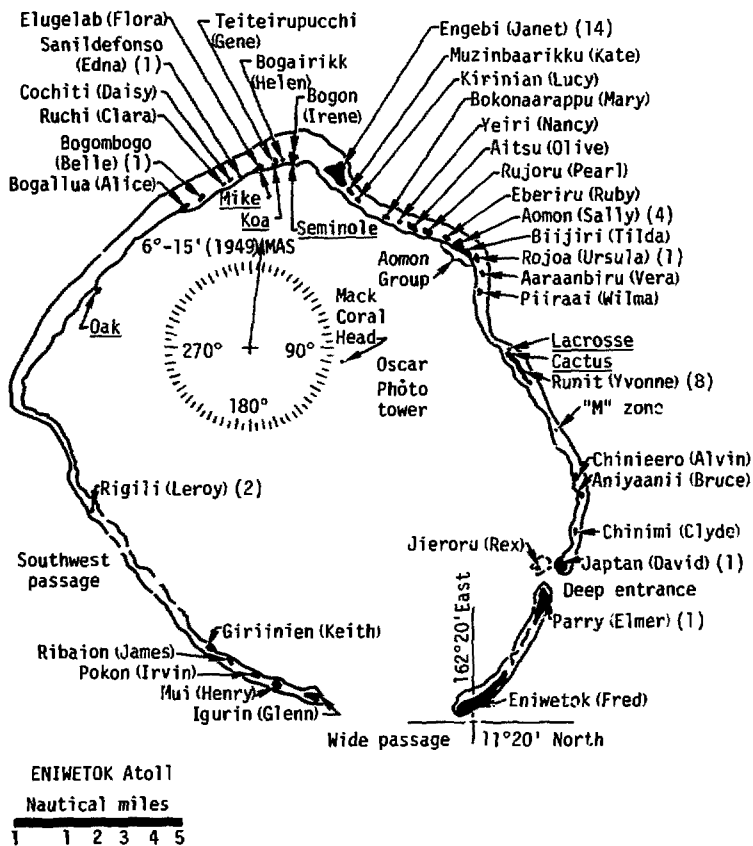 Elugelab (Flora)
Sanildefonso
(Edna) (1)
Cochiti (Daisy)
Ruchi (Clara)
Bogombogo
(Belle) (1)
Bogallua (Alice)
Teiteirupucchi
(Gene)
Bogairikk
(Helen)
Bogon
(Irene)
Engebi (Janet) (14)
Muzinbaarikku (Kate)
Kirinian (Lucy)
Bokonaarappu (Mary)
Yeiri (Nancy)
Aitsu (Olive)
Rujoru (Pearl)
Eberiru (Ruby)
Aomon (Sally) (4)
Biijiri (Tilda)
Rojoa (Ursula) (1)
Aaraanbiru (Vera)
Piiraai (Wilma)
Mike
Koa
Seminole
6°-15' (1949) MAS
Aomon
Group
Oak
270° 90°
180°
Mack
Coral
Head
Oscar
Photo
tower
Lacrosse
Cactus
Runit (Yvonne) (8)
"M" zone
Chinieero (Alvin)
Aniyaanii (Bruce)
Chinimi (Clyde)
Rigili (Leroy) (2)
Jieroru (Rex)
Japtan (David) (1)
Deep entrance
Parry (Elmer) (1)
Southwest
passage
Giriinien (Keith)
Ribaion (James)
Pokon (Irvin)
Mui (Henry)
Igurin (Glenn)
162°20' East
Eniwetok (Fred)
Wide passage
11°20' North
ENIWETOK Atoll
Nautical miles
1 1 2 3 4 5